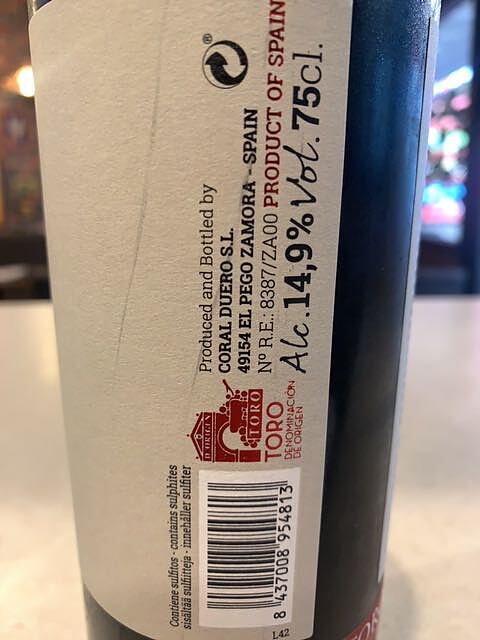 Produced and Bottled by
CORAL DUERO S.L.
49154 EL PEGO ZAMORA - SPAIN
Nº R.E.: 8387/ZA00 PRODUCT OF SPAIN
Alc. 14,9% Vol. 75cl.
®
D. ORIGEN
TORO
TORO
DENOMINACIÓN
DE ORIGEN
Contiene sulfitos - contains sulphites
sisältää sulfiitteja - innehåller sulfiter
8 437008 954813
L42